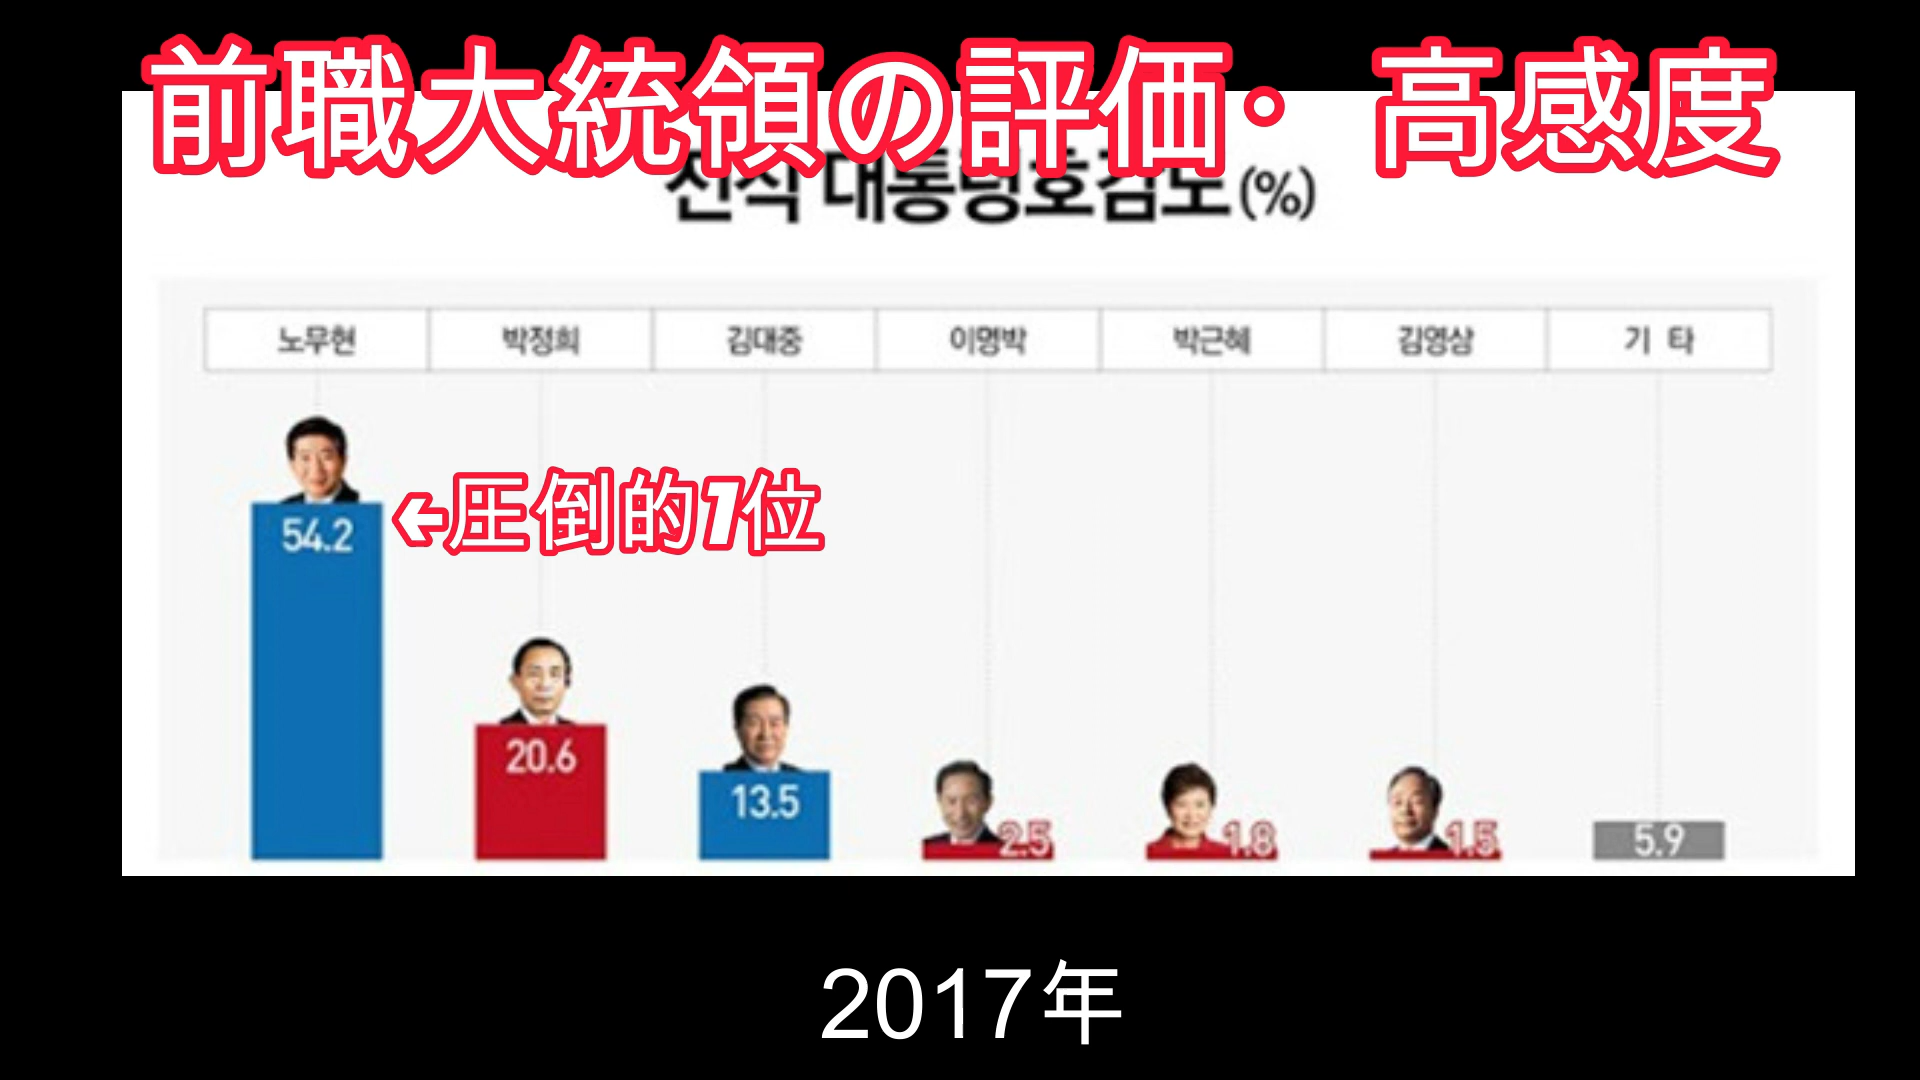 前職大統領の評価・ 高感度
전직 대통령호감도 (%)
노무현 박정희 김대중 이명박 박근혜 김영삼 기 타
←圧倒的1位
54.2
20.6
13.5
2.5
1.8
1.5
5.9
2017年